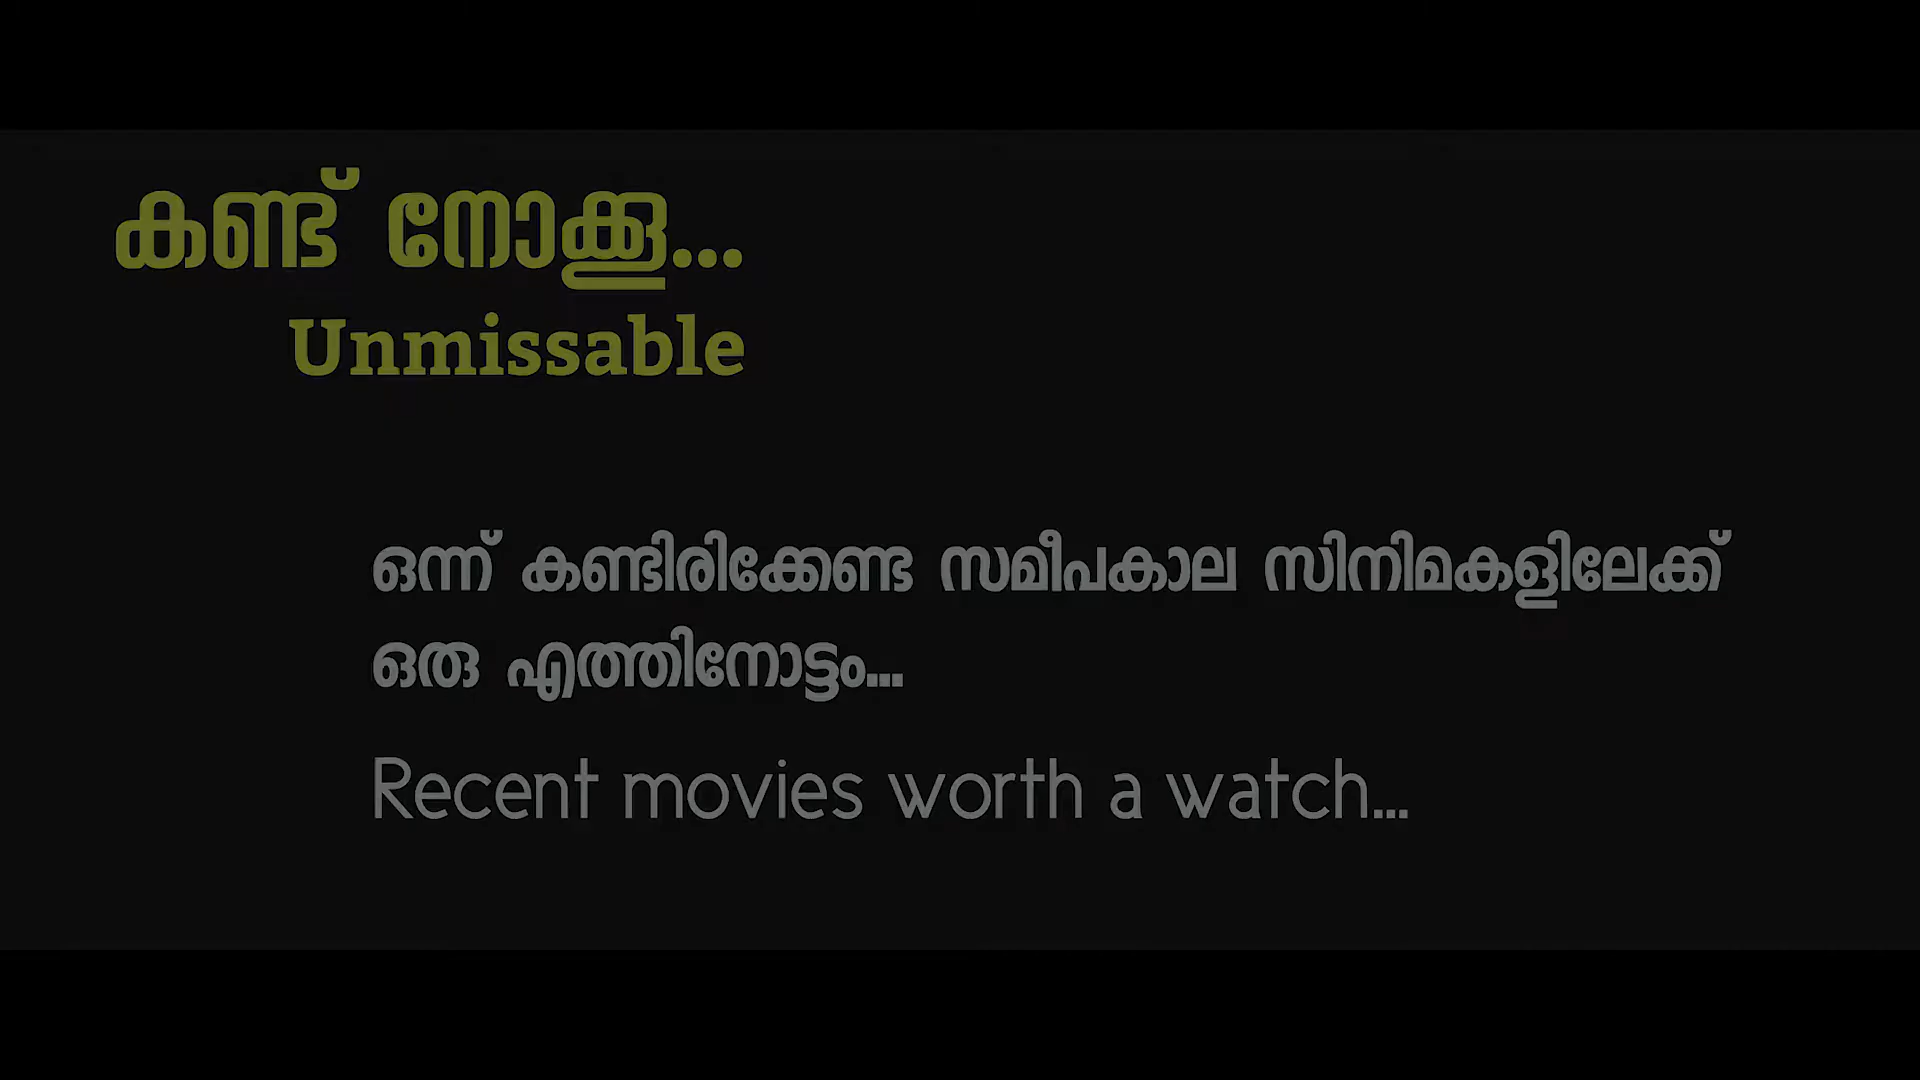 കണ്ട് നോക്കൂ...
Unmissable
ഒന്ന് കണ്ടിരിക്കേണ്ട സമീപകാല സിനിമകളിലേക്ക്
ഒരു എത്തിനോട്ടം...
Recent movies worth a watch...